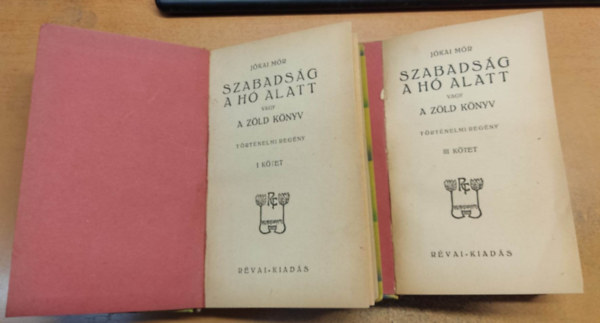 JÓKAI MÓR
SZABADSÁG
A HÓ ALATT
VAGY
A ZÖLD KÖNYV
TÖRTÉNELMI REGÉNY
I KÖTET
RÉVAI-KIADÁS
JÓKAI MÓR
SZABADSÁG
A HÓ ALATT
VAGY
A ZÖLD KÖNYV
TÖRTÉNELMI REGÉNY
III KÖTET
RÉVAI-KIADÁS